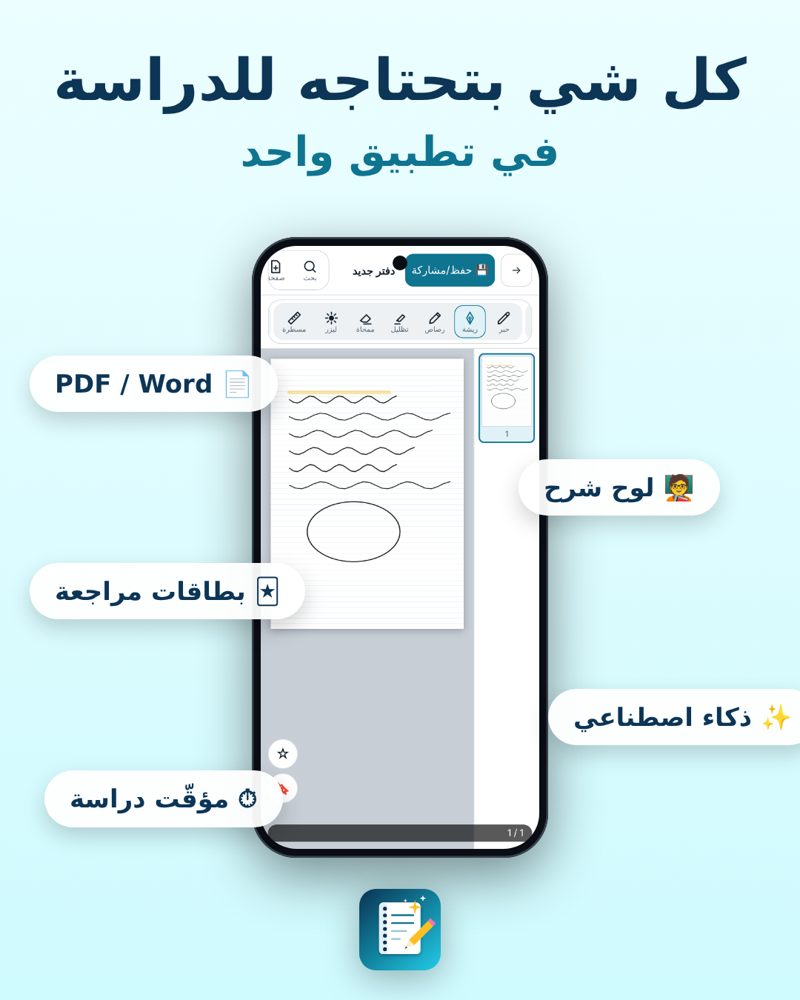 كل شي بتحتاجه للدراسة
في تطبيق واحد
→ 💾 حفظ/مشاركة دفتر جديد بحث صفحة
حبر ريشة رصاص تظليل ممحاة ليزر مسطرة
PDF / Word 📄
1
🧑‍🏫 لوح شرح
🃏 بطاقات مراجعة
✨ ذكاء اصطناعي
⏱ مؤقّت دراسة
1 / 1